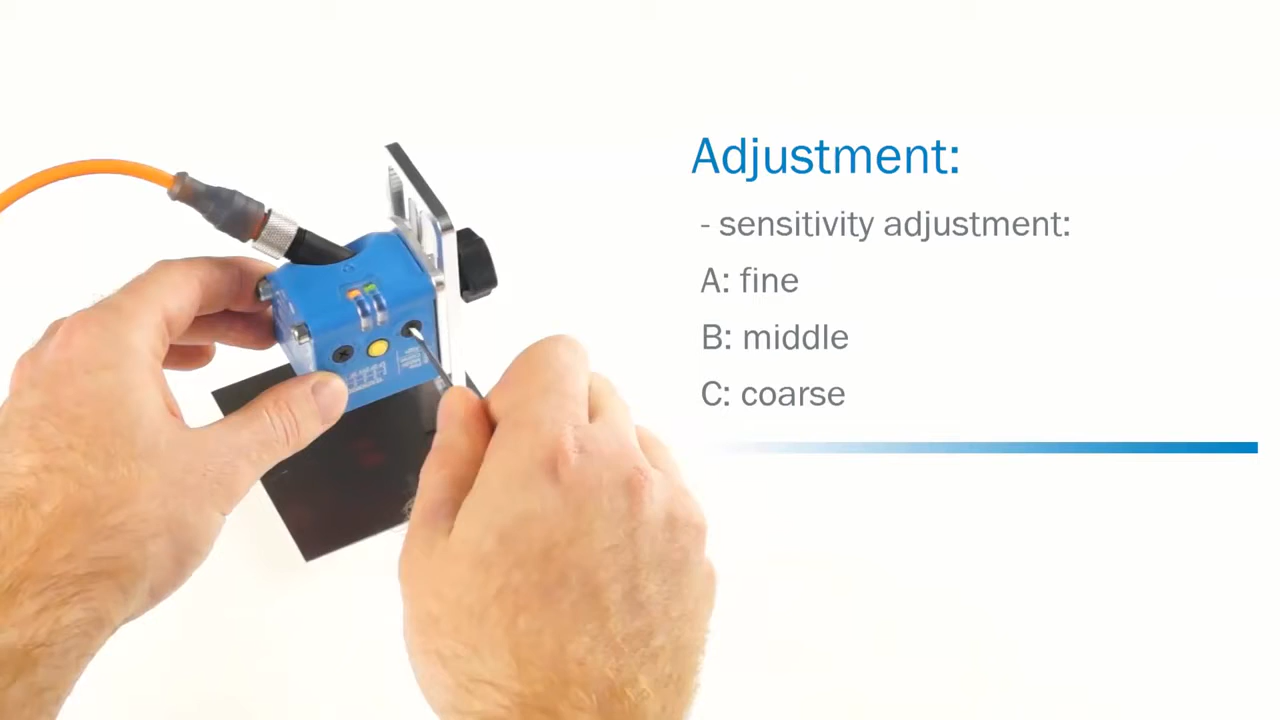 Adjustment:
- sensitivity adjustment:
A: fine
B: middle
C: coarse